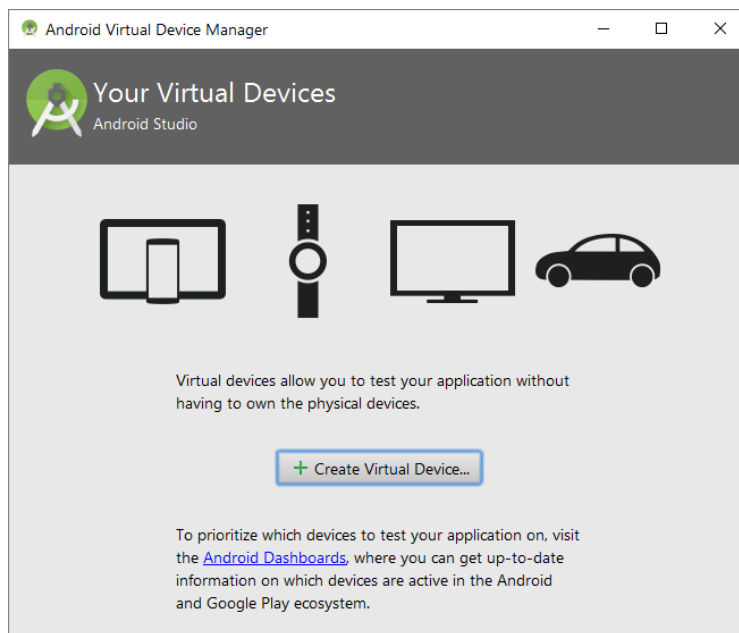 Android Virtual Device Manager
Your Virtual Devices
Android Studio
Virtual devices allow you to test your application without
having to own the physical devices.
Create Virtual Device...
To prioritize which devices to test your application on, visit
the Android Dashboards, where you can get up-to-date
information on which devices are active in the Android
and Google Play ecosystem.